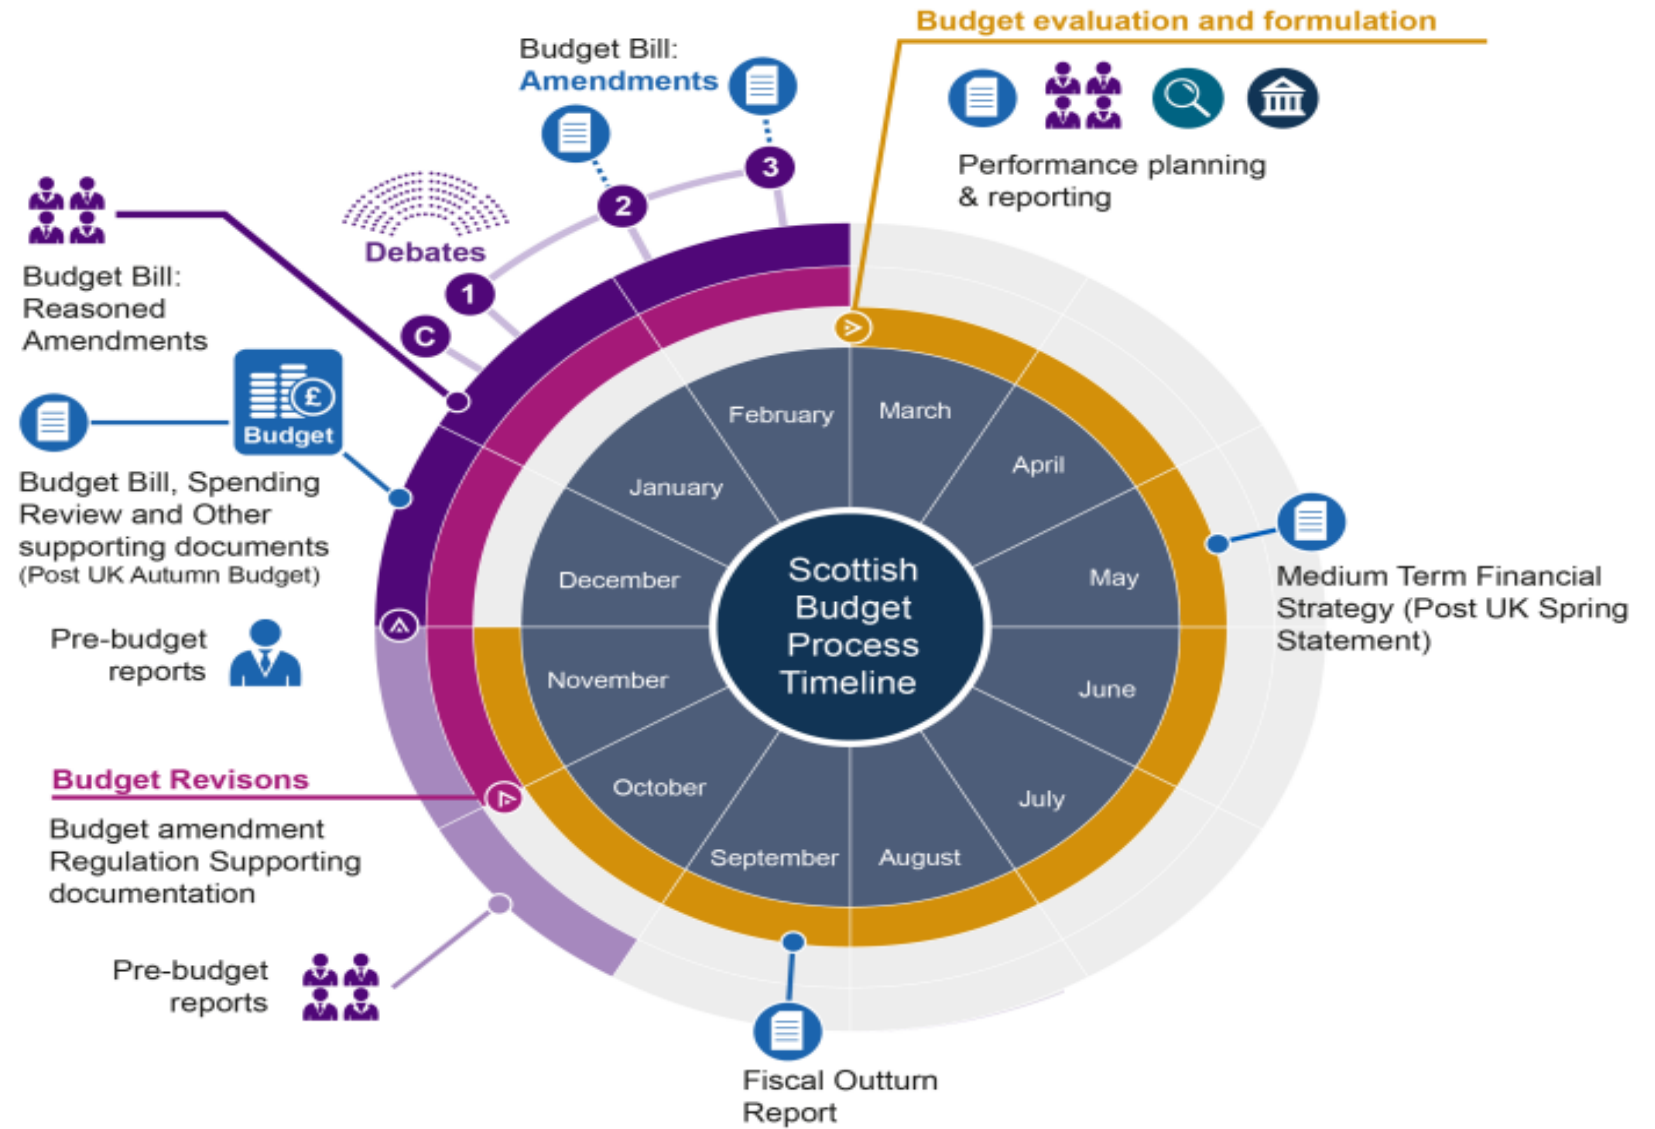 Budget evaluation and formulation
Performance planning
& reporting
Budget Bill:
Amendments
3
2
1
C
Debates
Budget Bill:
Reasoned
Amendments
£
Budget
Budget Bill, Spending
Review and Other
supporting documents
(Post UK Autumn Budget)
Pre-budget
reports
Budget Revisons
Budget amendment
Regulation Supporting
documentation
Pre-budget
reports
Fiscal Outturn
Report
Medium Term Financial
Strategy (Post UK Spring
Statement)
Scottish
Budget
Process
Timeline
January
February
March
April
May
June
July
August
September
October
November
December